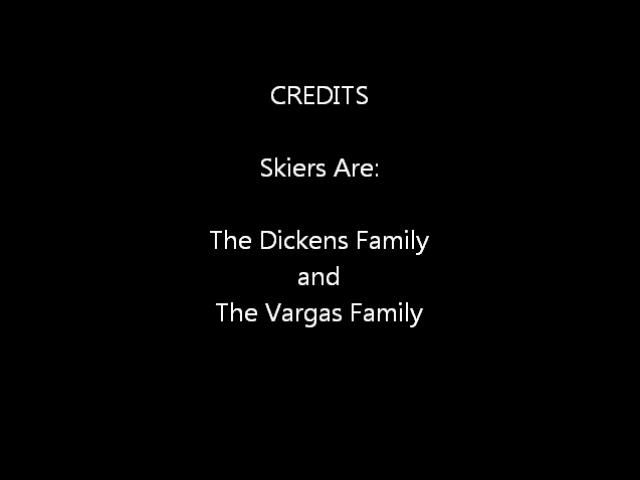 CREDITS
Skiers Are:
The Dickens Family
and
The Vargas Family